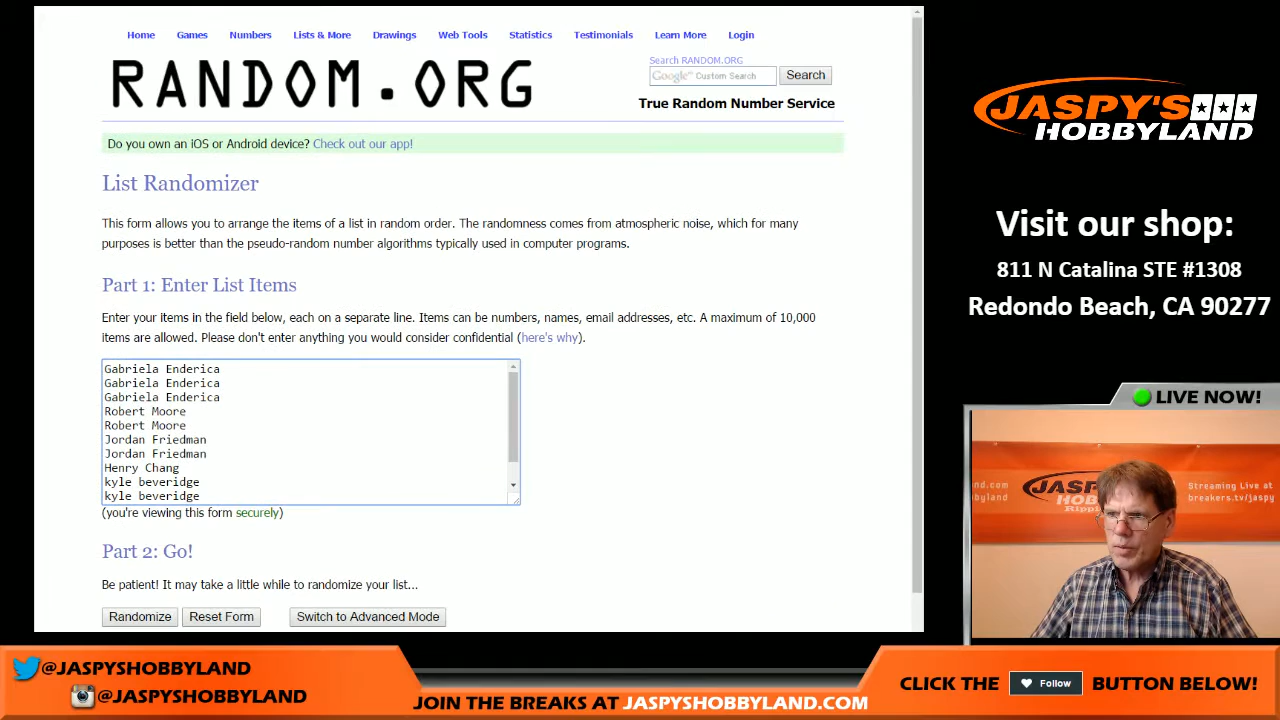 Home Games Numbers Lists & More Drawings Web Tools Statistics Testimonials Learn More Login
RANDOM.ORG
Search RANDOM.ORG
Google™ Custom Search Search
True Random Number Service
Do you own an iOS or Android device? Check out our app!
List Randomizer
This form allows you to arrange the items of a list in random order. The randomness comes from atmospheric noise, which for many
purposes is better than the pseudo-random number algorithms typically used in computer programs.
Part 1: Enter List Items
Enter your items in the field below, each on a separate line. Items can be numbers, names, email addresses, etc. A maximum of 10,000
items are allowed. Please don't enter anything you would consider confidential (here's why).
Gabriela Enderica
Gabriela Enderica
Gabriela Enderica
Robert Moore
Robert Moore
Jordan Friedman
Jordan Friedman
Henry Chang
kyle beveridge
kyle beveridge
(you're viewing this form securely)
Part 2: Go!
Be patient! It may take a little while to randomize your list...
Randomize Reset Form Switch to Advanced Mode
JASPY'S
HOBBYLAND
Visit our shop:
811 N Catalina STE #1308
Redondo Beach, CA 90277
LIVE NOW!
Streaming Live at
breakers.tv/jaspy
@JASPYSHOBBYLAND
@JASPYSHOBBYLAND
JOIN THE BREAKS AT JASPYSHOBBYLAND.COM
CLICK THE Follow BUTTON BELOW!